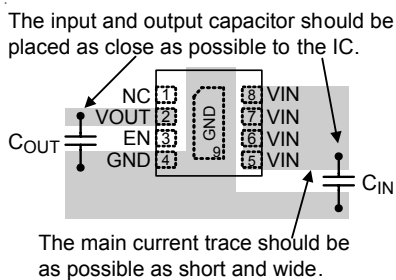 The input and output capacitor should be
placed as close as possible to the IC.
NC 1 8 VIN
VOUT 2 7 VIN
EN 3 6 VIN
GND 4 5 VIN
GND
9
COUT
CIN
The main current trace should be
as possible as short and wide.